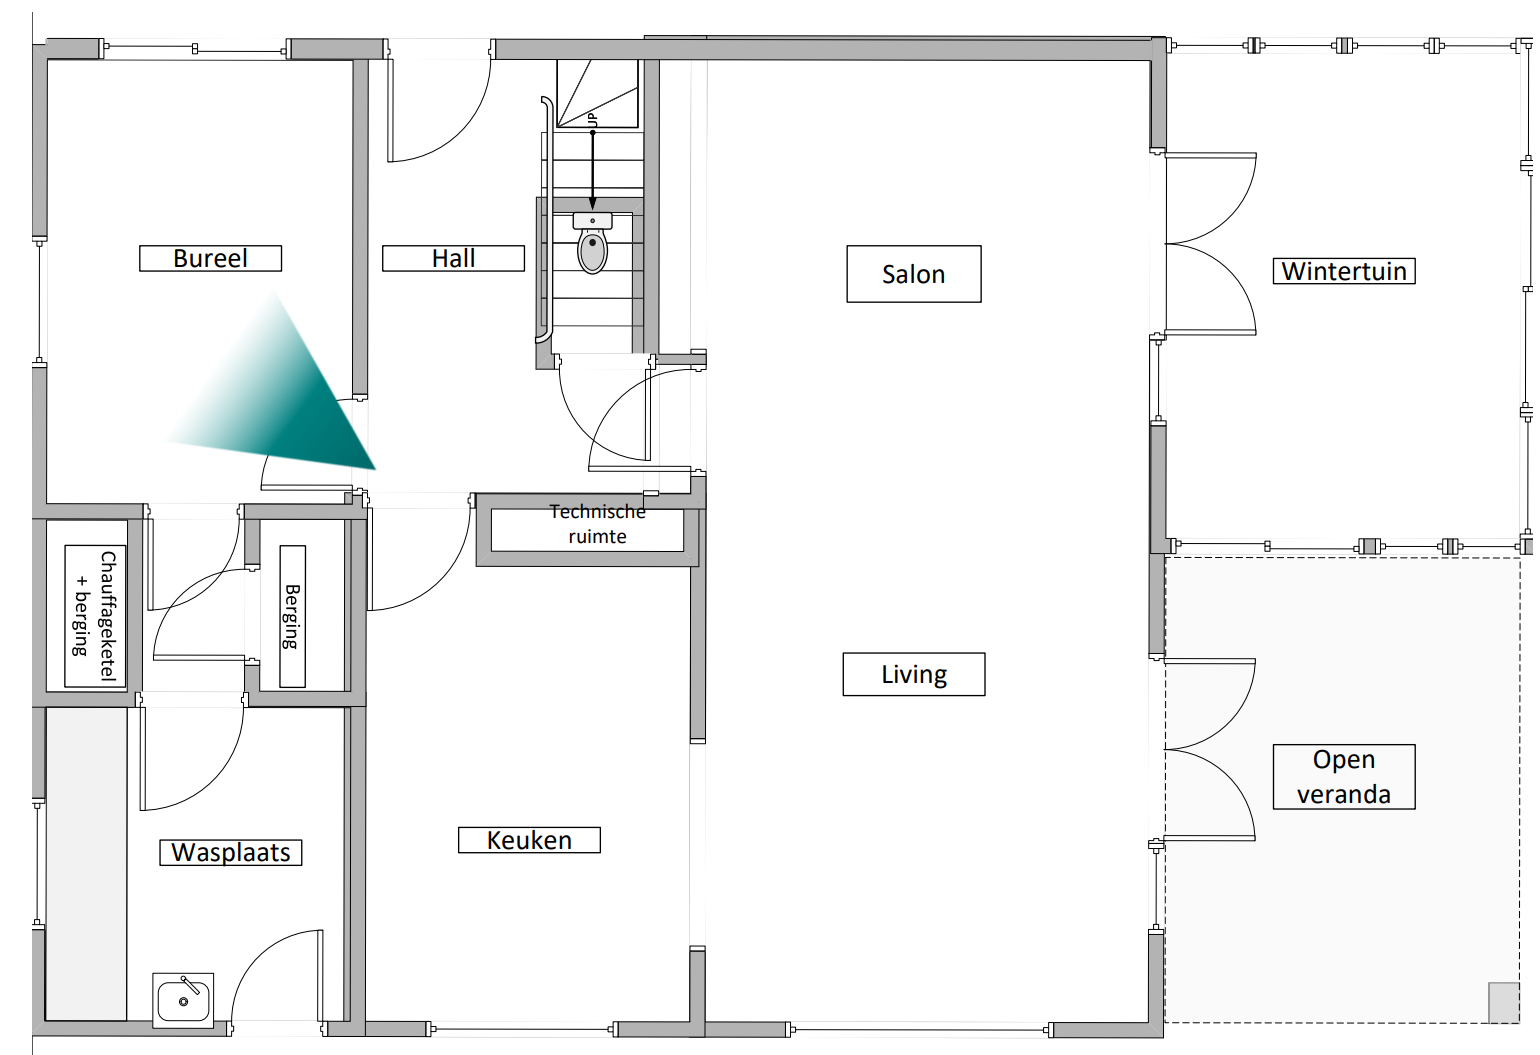 UP
Bureel
Hall
Salon
Wintertuin
Technische
ruimte
Chauffageketel
+ berging
Berging
Living
Open
veranda
Keuken
Wasplaats